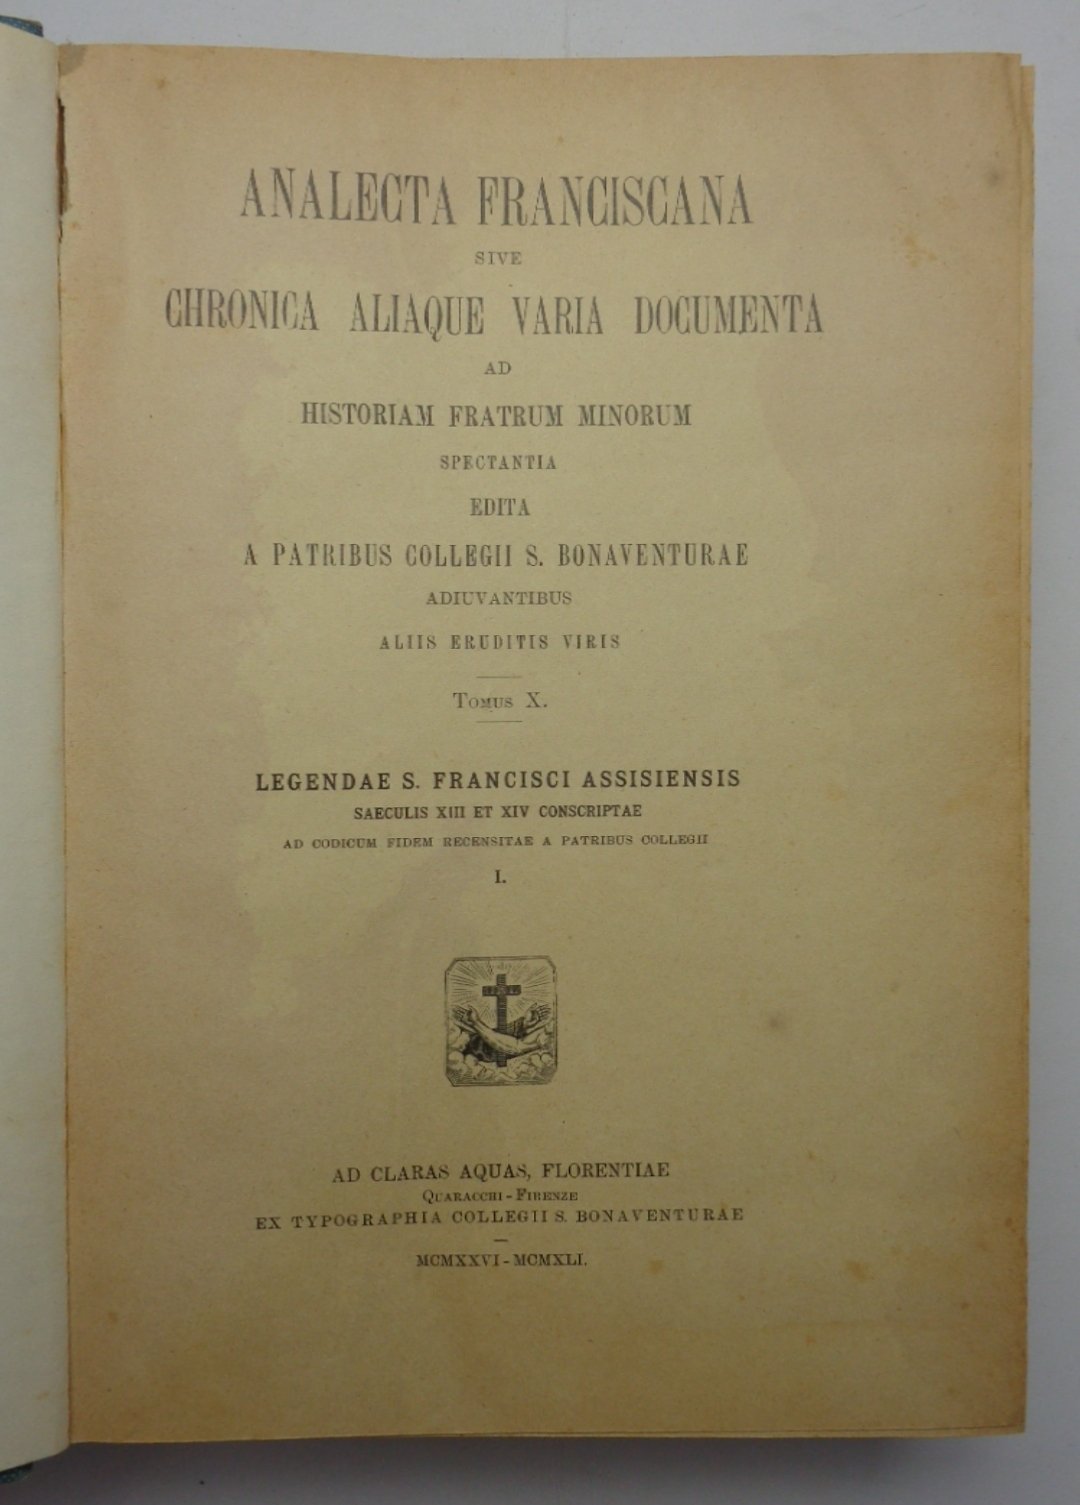 ANALECTA FRANCISCANA
SIVE
CHRONICA ALIAQUE VARIA DOCUMENTA
AD
HISTORIAM FRATRUM MINORUM
SPECTANTIA
EDITA
A PATRIBUS COLLEGII S. BONAVENTURAE
ADIUVANTIBUS
ALIIS ERUDITIS VIRIS
TOMUS X.
LEGENDAE S. FRANCISCI ASSISIENSIS
SAECULIS XIII ET XIV CONSCRIPTAE
AD CODICUM FIDEM RECENSITAE A PATRIBUS COLLEGII
I.
AD CLARAS AQUAS, FLORENTIAE
QUARACCHI - FIRENZE
EX TYPOGRAPHIA COLLEGII S. BONAVENTURAE
MCMXXVI - MCMXLI.